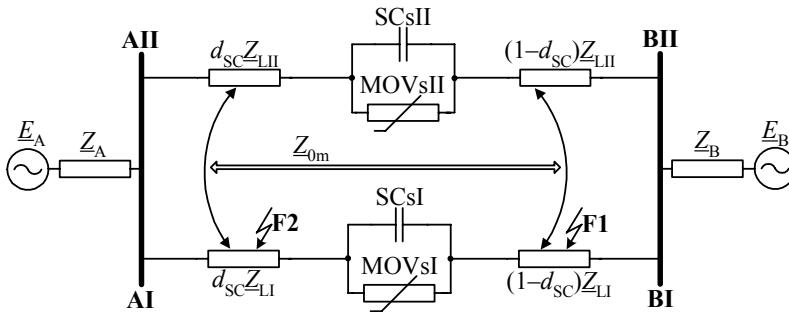 SCsII
AII
d_SC Z_LII
(1–d_SC)Z_LII
BII
MOVsII
E_A
Z_A
Z_0m
Z_B
E_B
SCsI
F2
F1
MOVsI
d_SC Z_LI
(1–d_SC)Z_LI
AI
BI